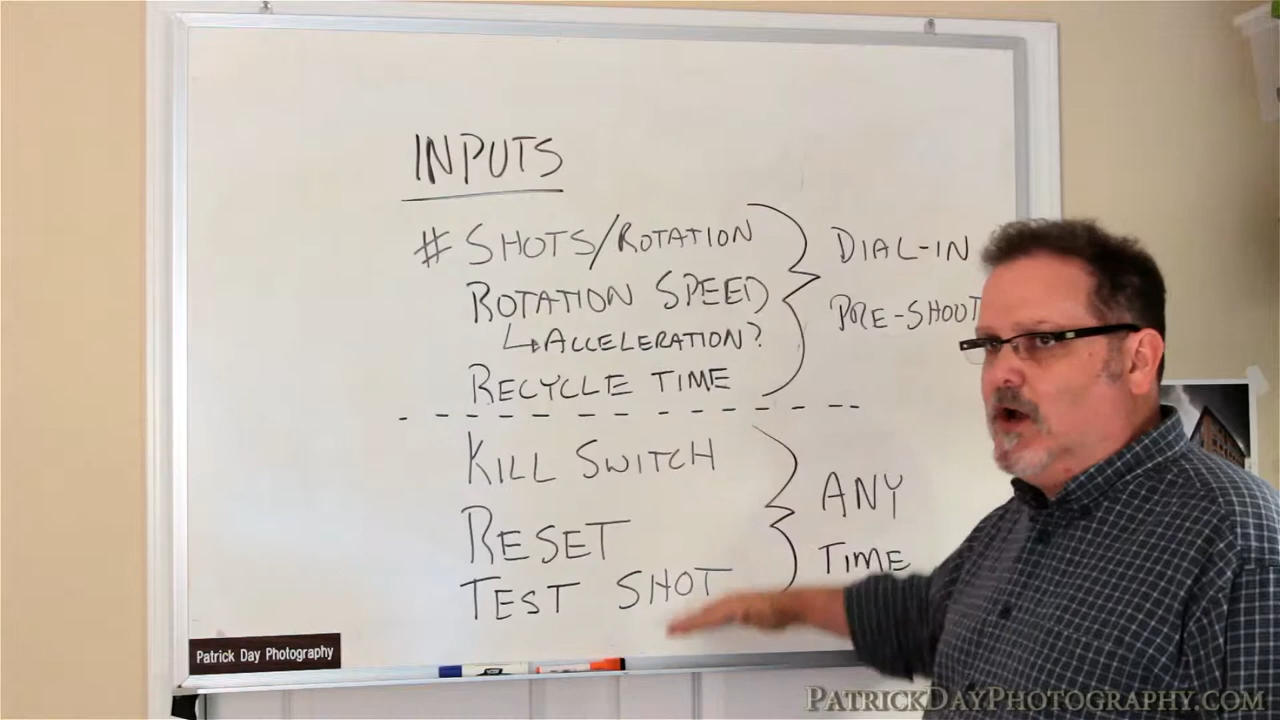 INPUTS
# SHOTS/ROTATION
ROTATION SPEED
↳ACCELERATION?
RECYCLE TIME
DIAL-IN
PRE-SHOOT
KILL SWITCH
RESET
TEST SHOT
ANY
TIME
Patrick Day Photography
PATRICKDAYPHOTOGRAPHY.COM